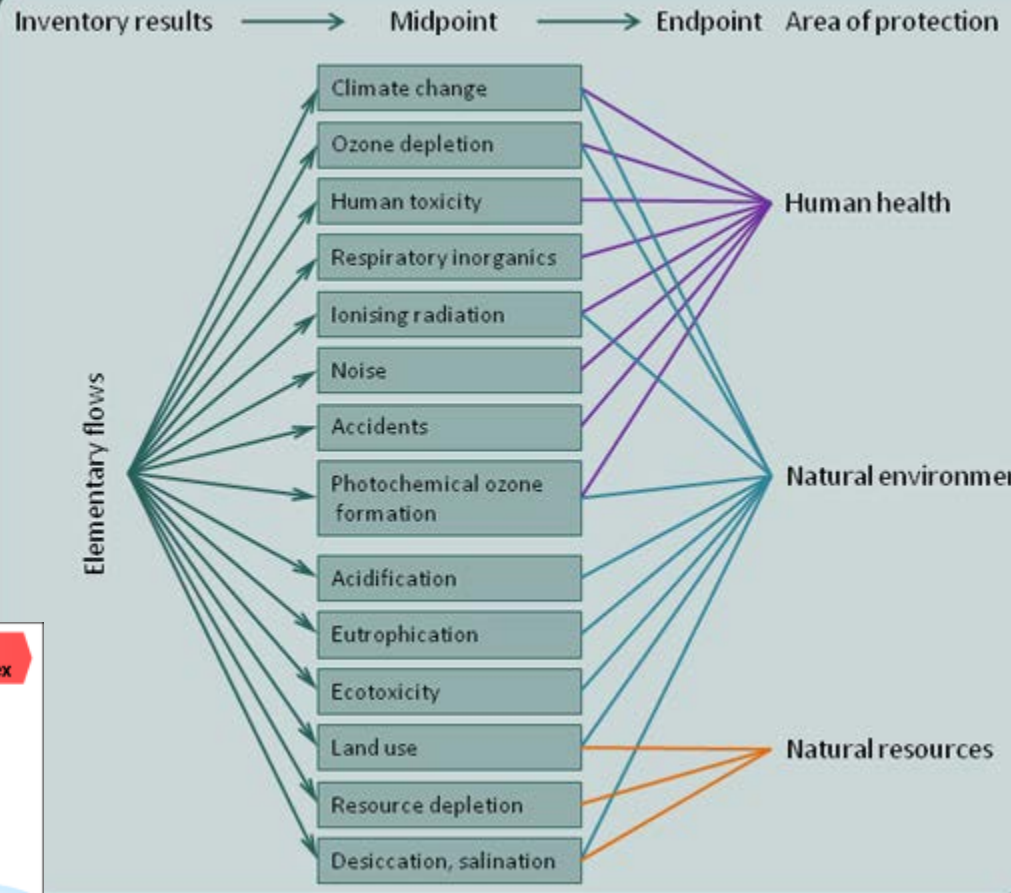 Inventory results
Midpoint
Endpoint
Area of protection
Climate change
Ozone depletion
Human toxicity
Respiratory inorganics
Ionising radiation
Noise
Accidents
Photochemical ozone
formation
Acidification
Eutrophication
Ecotoxicity
Land use
Resource depletion
Desiccation, salination
Elementary flows
Human health
Natural
Natural resources